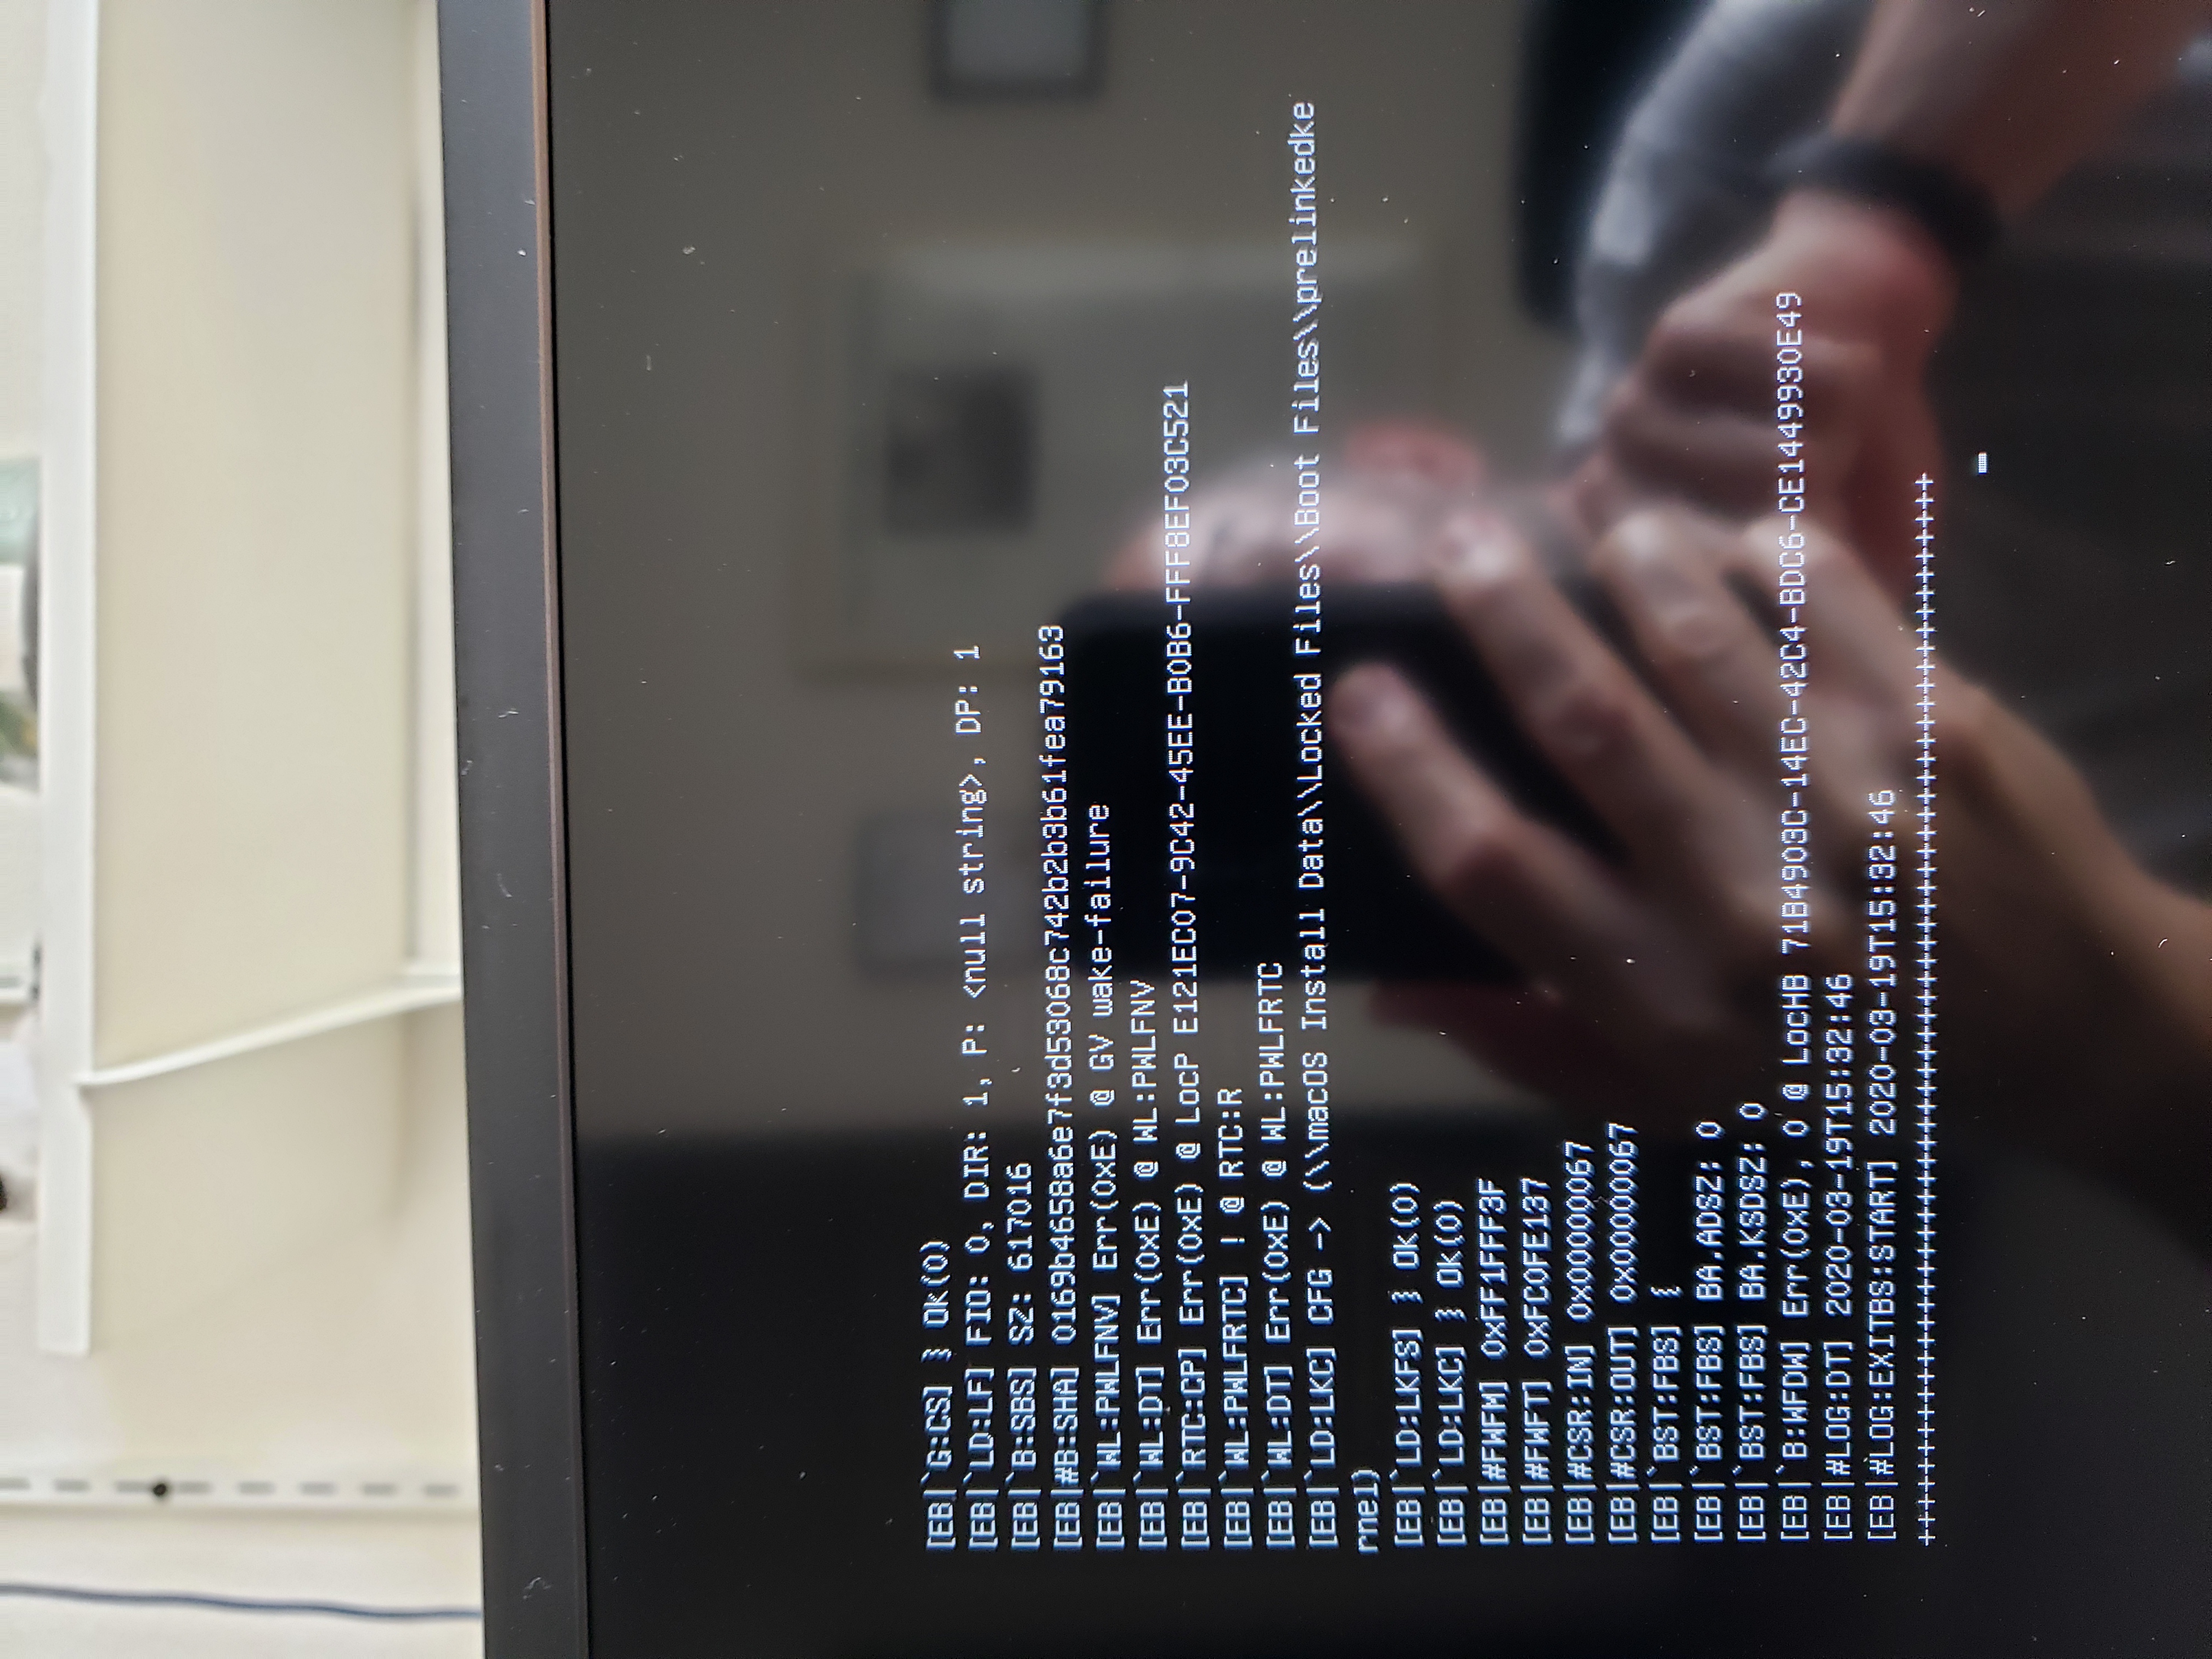 [EB|`G:CS] } Ok(0)
[EB|`LD:LF] FIO: 0, DIR: 1, P: <null string>, DP: 1
[EB|`B:SBS] SZ: 617016
[EB|#B:SHA] 0169b4658a6e7f3d53068c742b2b3b61fea79163
[EB|`WL:PWLFNV] Err(0xE) @ GV wake-failure
[EB|`WL:DT] Err(0xE) @ WL:PWLFNV
[EB|`RTC:CP] Err(0xE) @ LocP E121EC07-9C42-45EE-B0B6-FFF8EF03C521
[EB|`WL:PWLFRTC] ! @ RTC:R
[EB|`WL:DT] Err(0xE) @ WL:PWLFRTC
[EB|`LD:LKC] CFG -> (\\macOS Install Data\\Locked Files\\Boot Files\\prelinkedke
rnel)
[EB|`LD:LKFS] } Ok(0)
[EB|`LD:LKC] } Ok(0)
[EB|#FWFM] 0xFF1FFF3F
[EB|#FWFT] 0xFC0FE137
[EB|#CSR:IN] 0x00000067
[EB|#CSR:OUT] 0x00000067
[EB|`BST:FBS] {
[EB|`BST:FBS] BA.ADSZ: 0
[EB|`BST:FBS] BA.KSDSZ: 0
[EB|`B:WFDW] Err(0xE), 0 @ LocHB 71B4903C-14EC-42C4-BDC6-CE1449930E49
[EB|#LOG:DT] 2020-03-19T15:32:46
[EB|#LOG:EXITBS:START] 2020-03-19T15:32:46
+++++++++++++++++++++++++++++++++++++++++++++++++++++++++++